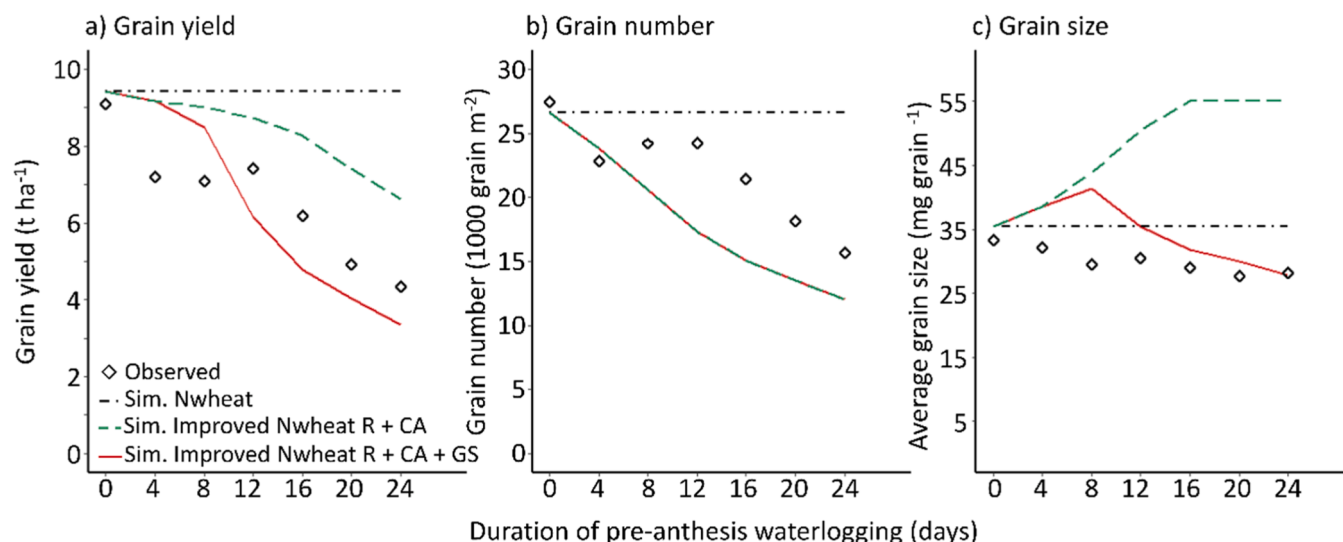 a) Grain yield
b) Grain number
c) Grain size
Grain yield (t ha-1)
10
8
6
4
2
0
Observed
Sim. Nwheat
Sim. Improved Nwheat R + CA
Sim. Improved Nwheat R + CA + GS
0 4 8 12 16 20 24
Grain number (1000 grain m-2)
30
25
20
15
10
5
0
0 4 8 12 16 20 24
Average grain size (mg grain -1)
55
45
35
25
15
5
0 4 8 12 16 20 24
Duration of pre-anthesis waterlogging (days)